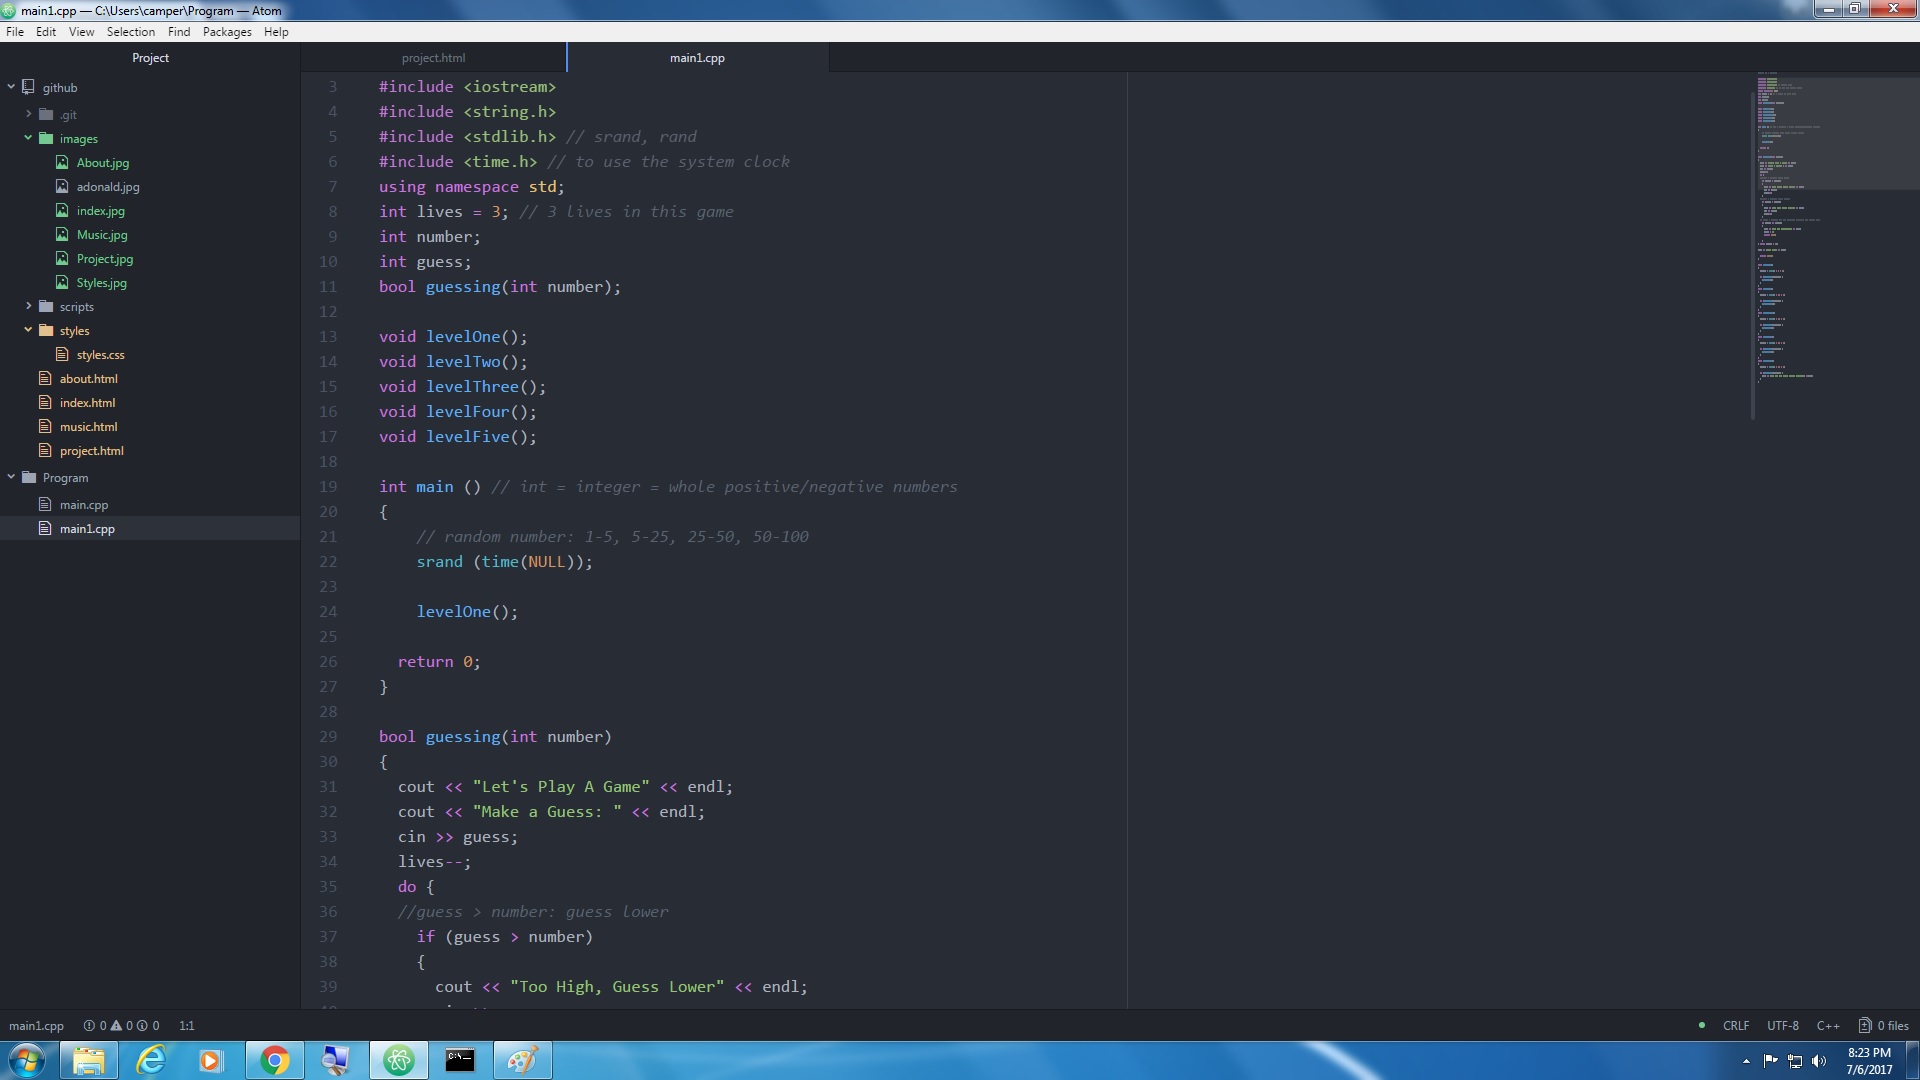 main1.cpp — C:\Users\camper\Program — Atom
File Edit View Selection Find Packages Help
Project
github
.git
images
About.jpg
adonald.jpg
index.jpg
Music.jpg
Project.jpg
Styles.jpg
scripts
styles
styles.css
about.html
index.html
music.html
project.html
Program
main.cpp
main1.cpp
project.html main1.cpp
3 #include <iostream>
4 #include <string.h>
5 #include <stdlib.h> // srand, rand
6 #include <time.h> // to use the system clock
7 using namespace std;
8 int lives = 3; // 3 lives in this game
9 int number;
10 int guess;
11 bool guessing(int number);
12
13 void levelOne();
14 void levelTwo();
15 void levelThree();
16 void levelFour();
17 void levelFive();
18
19 int main () // int = integer = whole positive/negative numbers
20 {
21 // random number: 1-5, 5-25, 25-50, 50-100
22 srand (time(NULL));
23
24 levelOne();
25
26 return 0;
27 }
28
29 bool guessing(int number)
30 {
31 cout << "Let's Play A Game" << endl;
32 cout << "Make a Guess: " << endl;
33 cin >> guess;
34 lives--;
35 do {
36 //guess > number: guess lower
37 if (guess > number)
38 {
39 cout << "Too High, Guess Lower" << endl;
main1.cpp 0 0 0 1:1 CRLF UTF-8 C++ 0 files
8:23 PM
7/6/2017